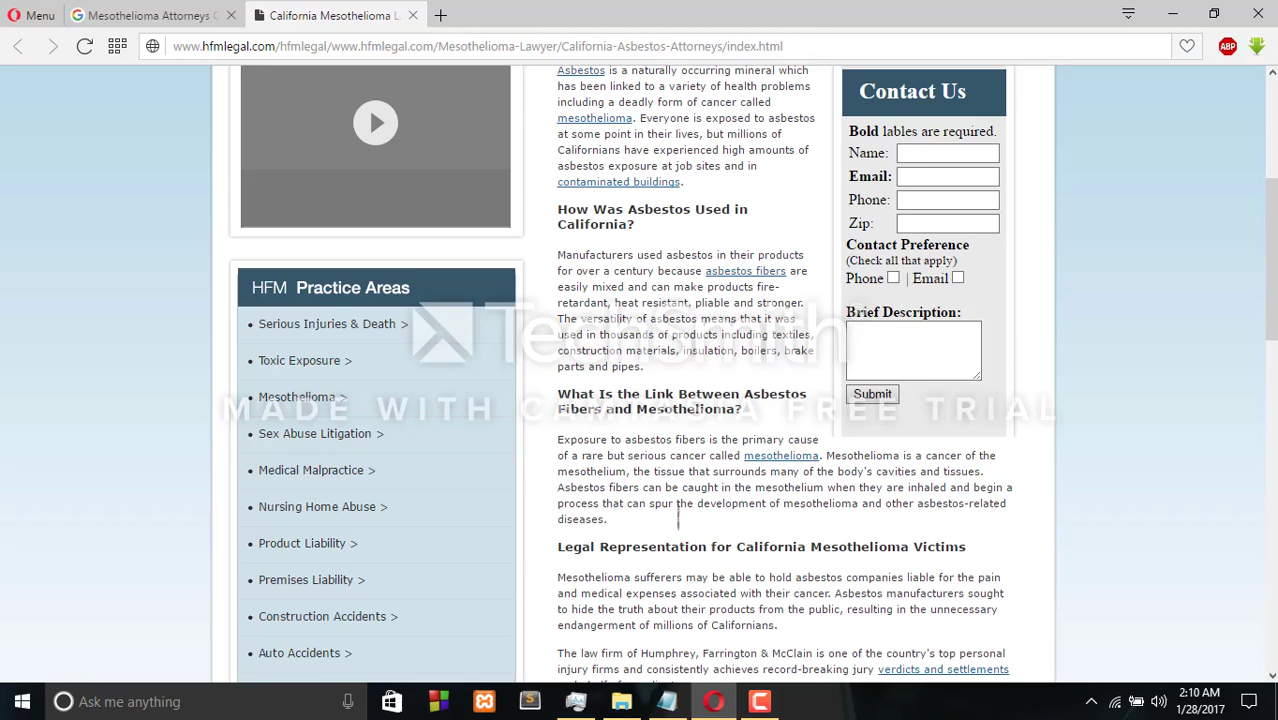 Menu
Mesothelioma Attorneys C
California Mesothelioma L
www.hfmlegal.com/hfmlegal/www.hfmlegal.com/Mesothelioma-Lawyer/California-Asbestos-Attorneys/index.html
ABP
Asbestos is a naturally occurring mineral which
has been linked to a variety of health problems
including a deadly form of cancer called
mesothelioma. Everyone is exposed to asbestos
at some point in their lives, but millions of
Californians have experienced high amounts of
asbestos exposure at job sites and in
contaminated buildings.
How Was Asbestos Used in
California?
Manufacturers used asbestos in their products
for over a century because asbestos fibers are
easily mixed and can make products fire-
retardant, heat resistant, pliable and stronger.
The versatility of asbestos means that it was
used in thousands of products including textiles,
construction materials, insulation, boilers, brake
parts and pipes.
What Is the Link Between Asbestos
Fibers and Mesothelioma?
Exposure to asbestos fibers is the primary cause
of a rare but serious cancer called mesothelioma. Mesothelioma is a cancer of the
mesothelium, the tissue that surrounds many of the body's cavities and tissues.
Asbestos fibers can be caught in the mesothelium when they are inhaled and begin a
process that can spur the development of mesothelioma and other asbestos-related
diseases.
Legal Representation for California Mesothelioma Victims
Mesothelioma sufferers may be able to hold asbestos companies liable for the pain
and medical expenses associated with their cancer. Asbestos manufacturers sought
to hide the truth about their products from the public, resulting in the unnecessary
endangerment of millions of Californians.
The law firm of Humphrey, Farrington & McClain is one of the country's top personal
injury firms and consistently achieves record-breaking jury verdicts and settlements
Contact Us
Bold lables are required.
Name:
Email:
Phone:
Zip:
Contact Preference
(Check all that apply)
Phone | Email
Brief Description:
Submit
HFM Practice Areas
Serious Injuries & Death >
Toxic Exposure >
Mesothelioma >
Sex Abuse Litigation >
Medical Malpractice >
Nursing Home Abuse >
Product Liability >
Premises Liability >
Construction Accidents >
Auto Accidents >
TechSmith
MADE WITH CAMTASIA FREE TRIAL
Ask me anything
2:10 AM
1/28/2017